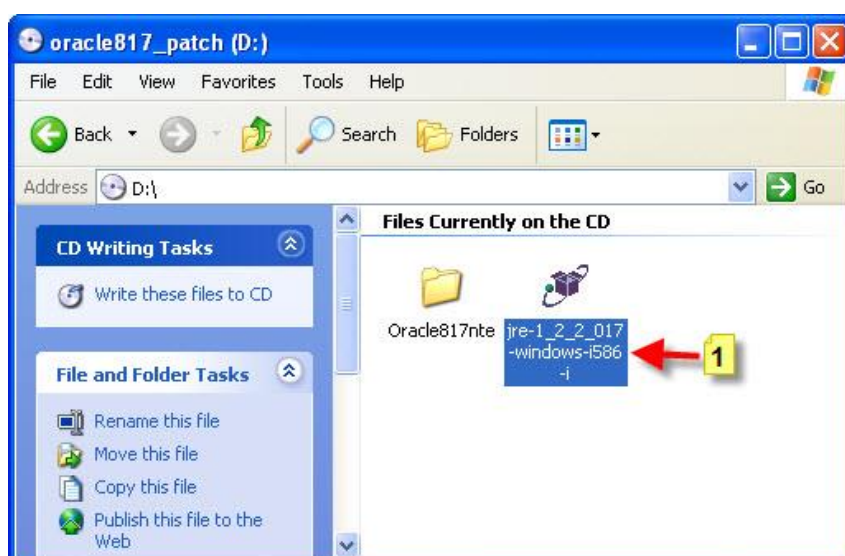 oracle817_patch (D:)
File Edit View Favorites Tools Help
Back Search Folders
Address D:\ Go
CD Writing Tasks
Write these files to CD
File and Folder Tasks
Rename this file
Move this file
Copy this file
Publish this file to the
Web
Files Currently on the CD
Oracle817nte
jre-1_2_2_017
-windows-i586
-i
1